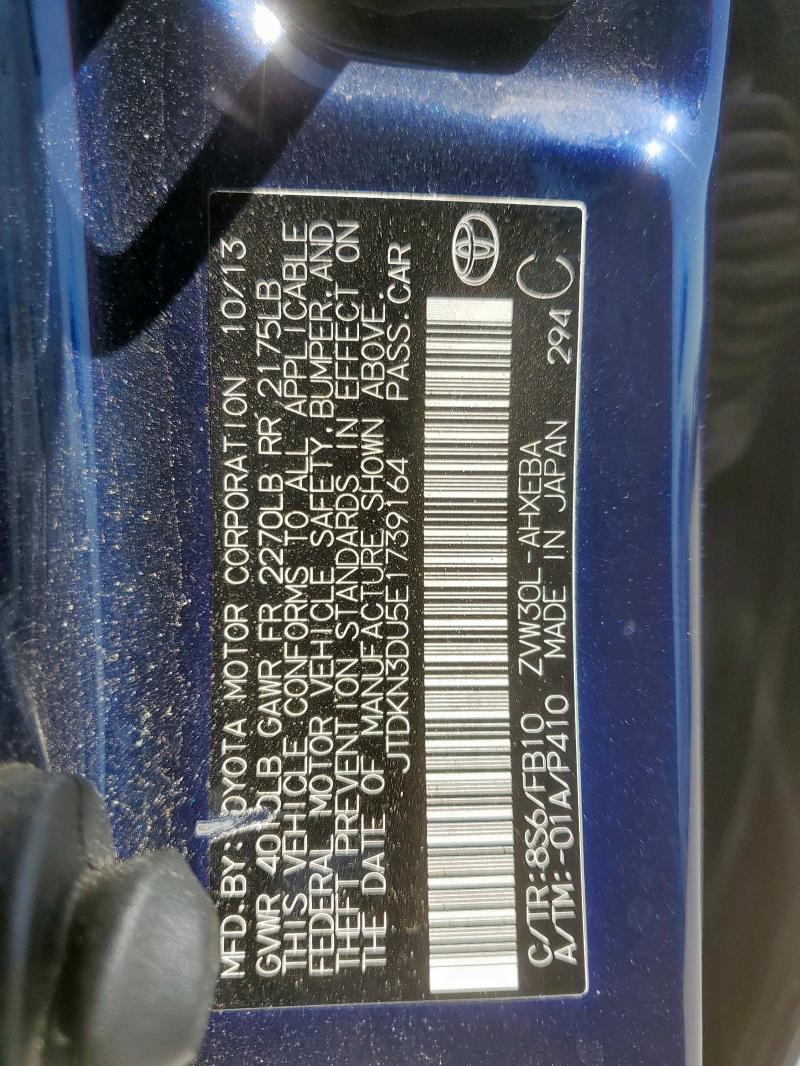 MFD.BY:TOYOTA MOTOR CORPORATION 10/13
GVWR 4010LB GAWR FR 2270LB RR 2175LB
THIS VEHICLE CONFORMS TO ALL APPLICABLE
FEDERAL MOTOR VEHICLE SAFETY,BUMPER,AND
THEFT PREVENTION STANDARDS IN EFFECT ON
THE DATE OF MANUFACTURE SHOWN ABOVE.
JTDKN3DU5E1739164 PASS.CAR
C/TR:8S6/FB10 ZVW30L-AHXEBA
A/TM:-01A/P410 MADE IN JAPAN 294 C